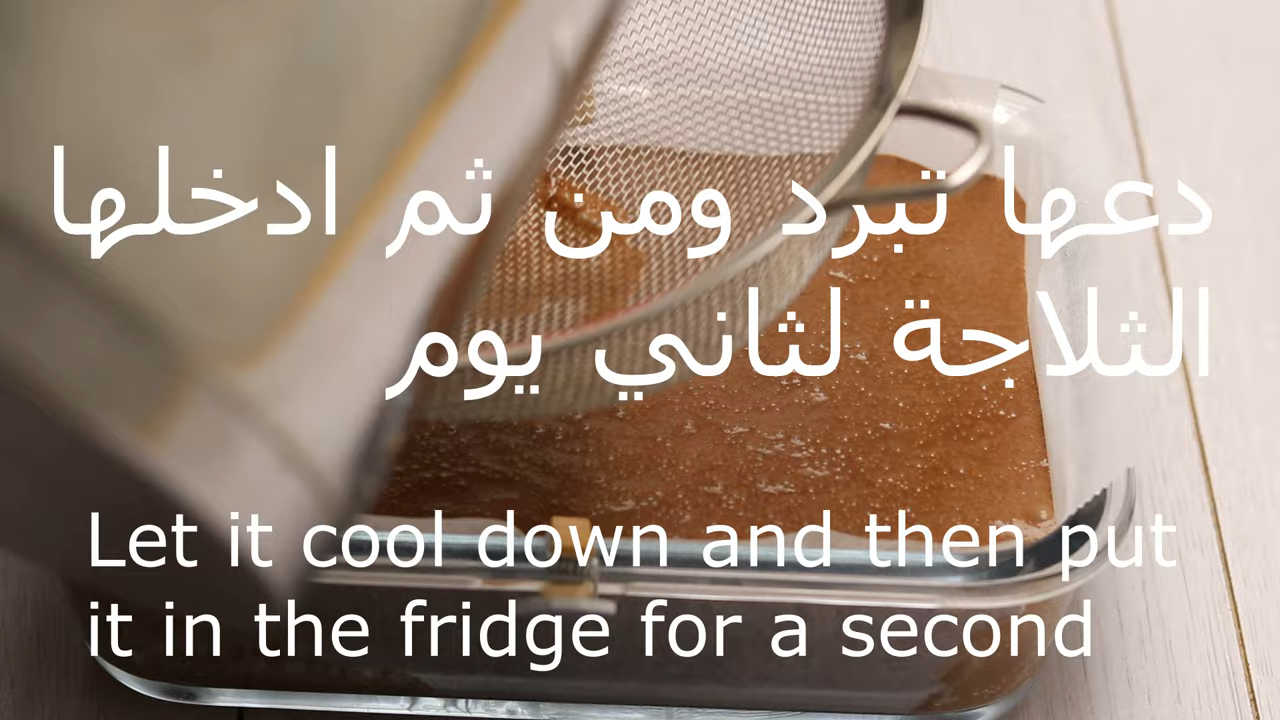 دعها تبرد ومن ثم ادخلها
الثلاجة لثاني يوم
Let it cool down and then put
it in the fridge for a second